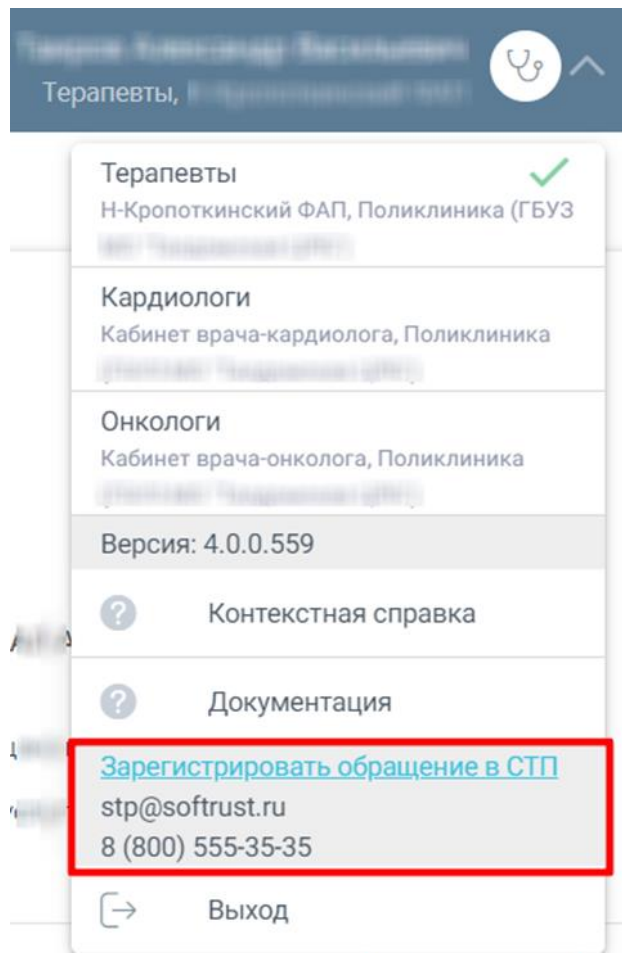 Терапевты,
Терапевты
Н-Кропоткинский ФАП, Поликлиника (ГБУЗ
Кардиологи
Кабинет врача-кардиолога, Поликлиника
Онкологи
Кабинет врача-онколога, Поликлиника
Версия: 4.0.0.559
Контекстная справка
Документация
Зарегистрировать обращение в СТП
stp@softrust.ru
8 (800) 555-35-35
Выход